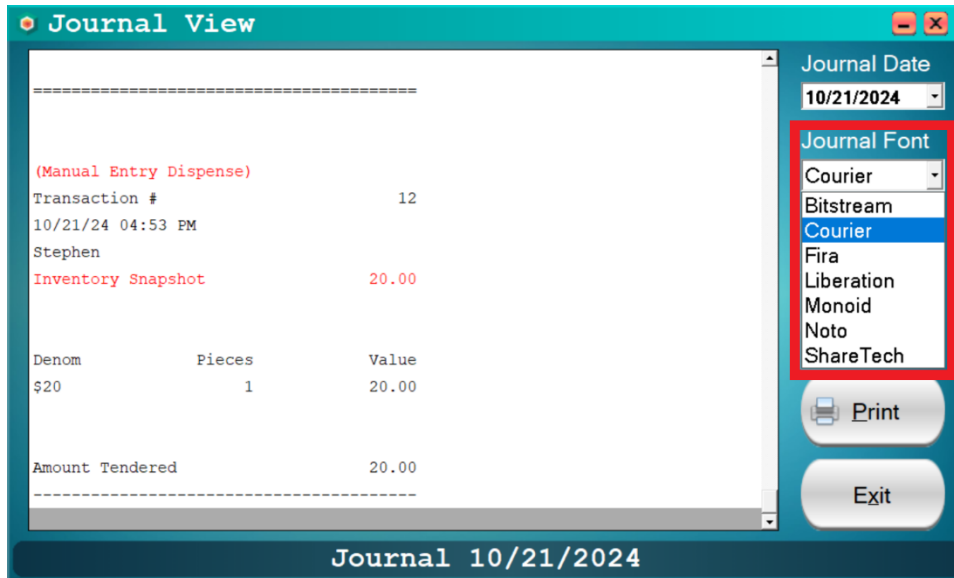 Journal View
========================================
(Manual Entry Dispense)
Transaction # 12
10/21/24 04:53 PM
Stephen
Inventory Snapshot 20.00
Denom Pieces Value
$20 1 20.00
Amount Tendered 20.00
----------------------------------------
Journal Date
10/21/2024
Journal Font
Courier
Bitstream
Courier
Fira
Liberation
Monoid
Noto
ShareTech
Print
Exit
Journal 10/21/2024